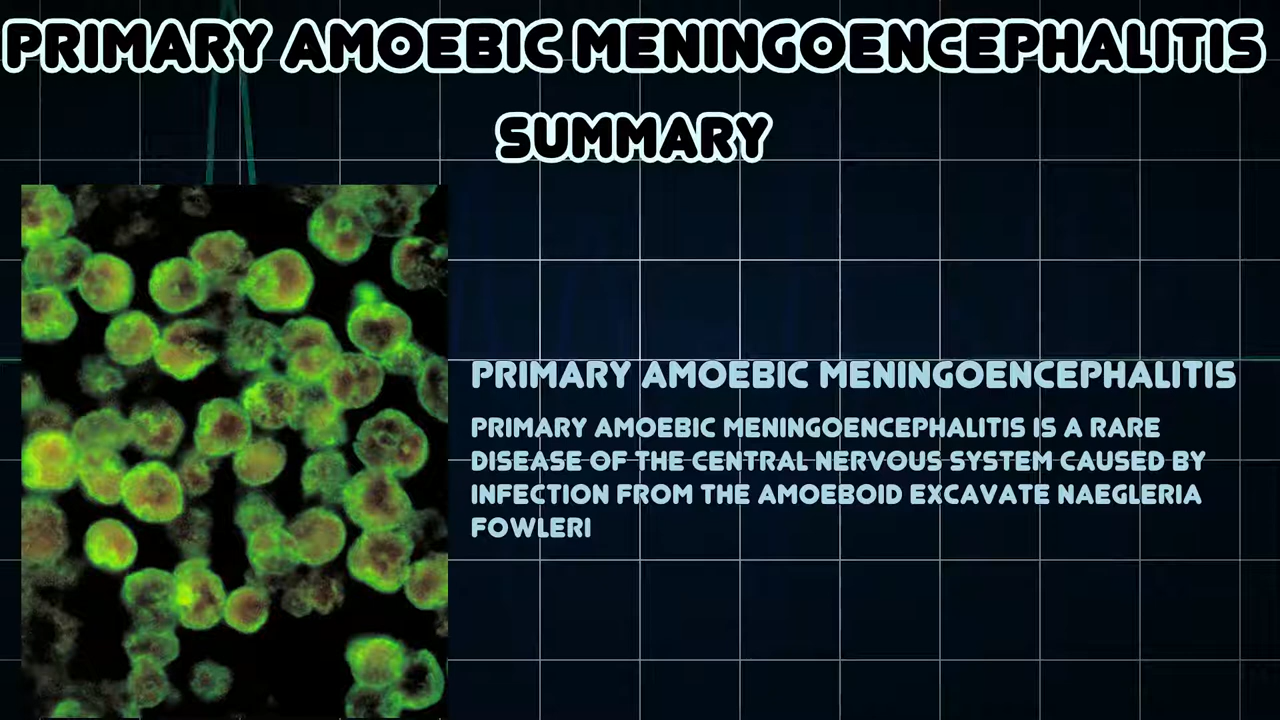 PRIMARY AMOEBIC MENINGOENCEPHALITIS
SUMMARY
PRIMARY AMOEBIC MENINGOENCEPHALITIS
PRIMARY AMOEBIC MENINGOENCEPHALITIS IS A RARE
DISEASE OF THE CENTRAL NERVOUS SYSTEM CAUSED BY
INFECTION FROM THE AMOEBOID EXCAVATE NAEGLERIA
FOWLERI